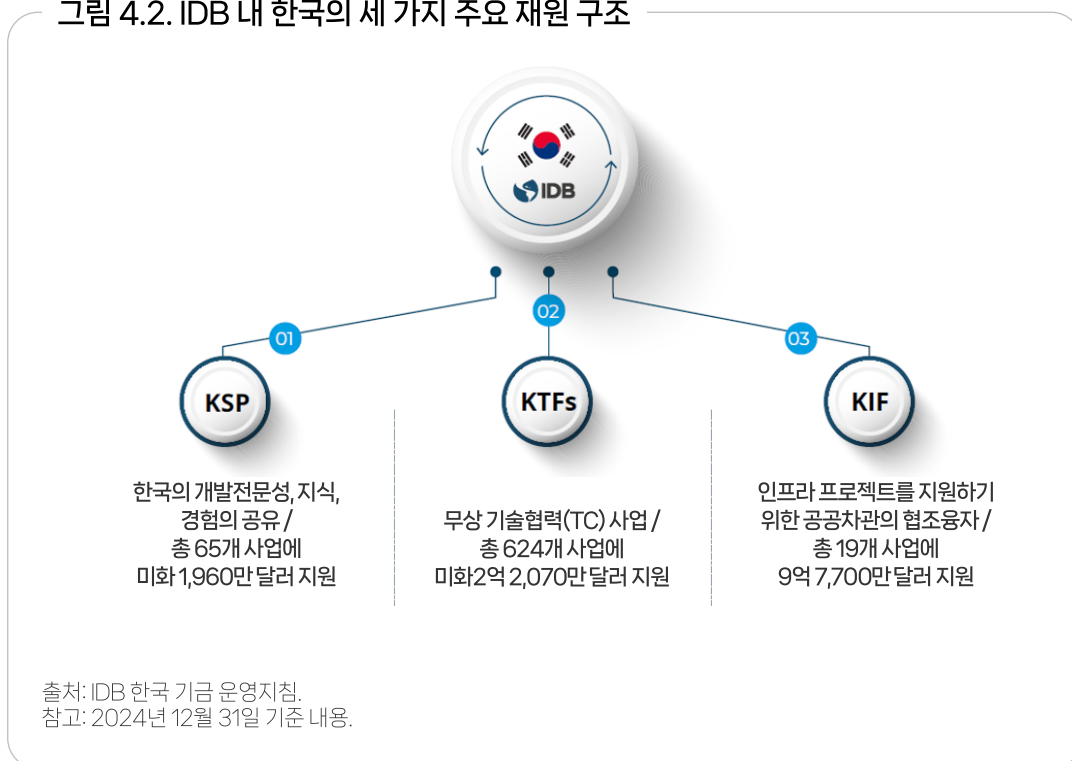 그림 4.2. IDB 내 한국의 세 가지 주요 재원 구조
IDB
01
02
03
KSP
KTFs
KIF
한국의 개발전문성, 지식,
경험의 공유 /
총 65개 사업에
미화 1,960만 달러 지원
무상 기술협력(TC) 사업 /
총 624개 사업에
미화2억 2,070만 달러 지원
인프라 프로젝트를 지원하기
위한 공공차관의 협조융자 /
총 19개 사업에
9억 7,700만 달러 지원
출처: IDB 한국 기금 운영지침.
참고: 2024년 12월 31일 기준 내용.